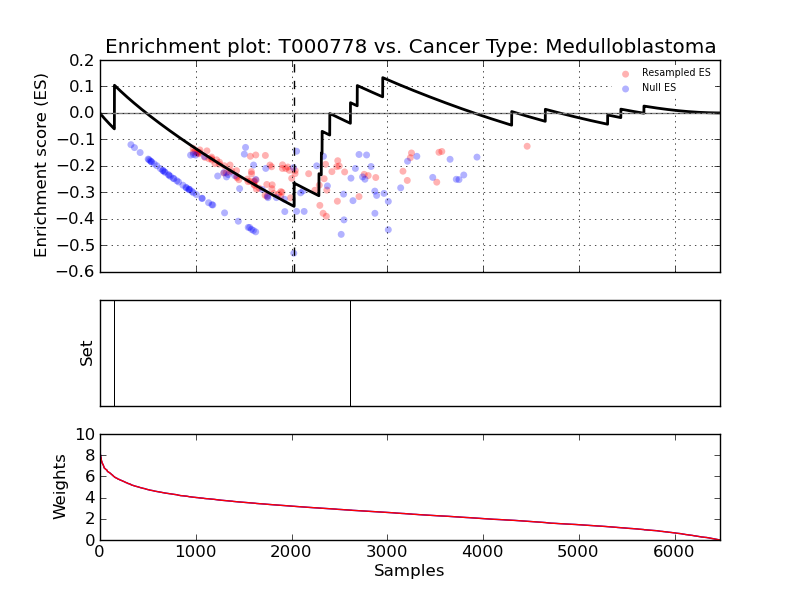 Enrichment plot: T000778 vs. Cancer Type: Medulloblastoma
Enrichment score (ES)
0.2
0.1
0.0
−0.1
−0.2
−0.3
−0.4
−0.5
−0.6
Resampled ES
Null ES
Set
Weights
10
8
6
4
2
0
0 1000 2000 3000 4000 5000 6000
Samples